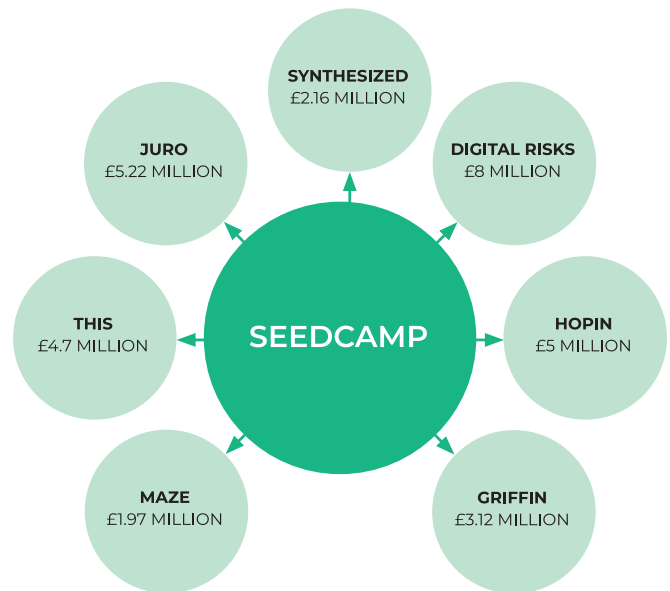 SYNTHESIZED
£2.16 MILLION
JURO
£5.22 MILLION
DIGITAL RISKS
£8 MILLION
THIS
£4.7 MILLION
SEEDCAMP
HOPIN
£5 MILLION
MAZE
£1.97 MILLION
GRIFFIN
£3.12 MILLION